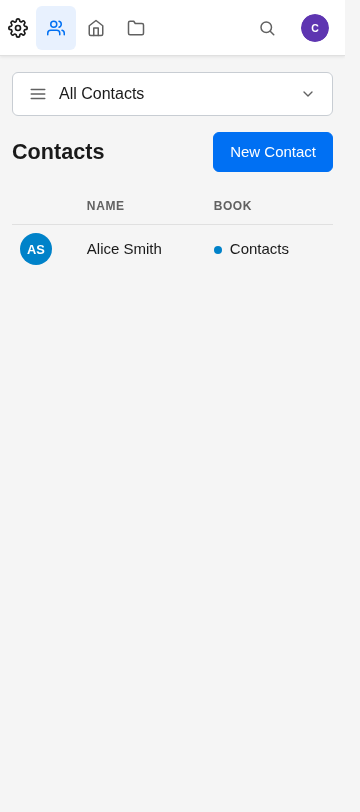 C
All Contacts
Contacts
New Contact
NAME BOOK
AS Alice Smith Contacts